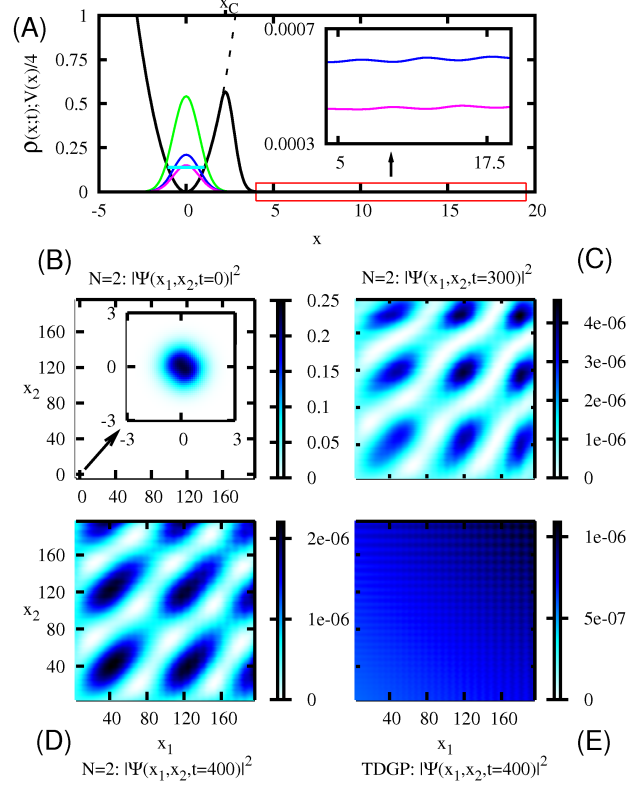 (A)
x_C
ρ(x;t);V(x)/4
1
0.75
0.5
0.25
0
-5
0
5
10
15
20
x
0.0007
0.0003
5
17.5
(B)
N=2: |Ψ(x_1,x_2,t=0)|^2
160
120
80
40
0
x_2
0
40
80
120
160
3
0
-3
-3
0
3
0.25
0.2
0.15
0.1
0.05
0
(C)
N=2: |Ψ(x_1,x_2,t=300)|^2
4e-06
3e-06
2e-06
1e-06
0
160
120
80
40
x_2
40
80
120
160
x_1
2e-06
1e-06
0
(D)
N=2: |Ψ(x_1,x_2,t=400)|^2
40
80
120
160
x_1
1e-06
5e-07
0
(E)
TDGP: |Ψ(x_1,x_2,t=400)|^2